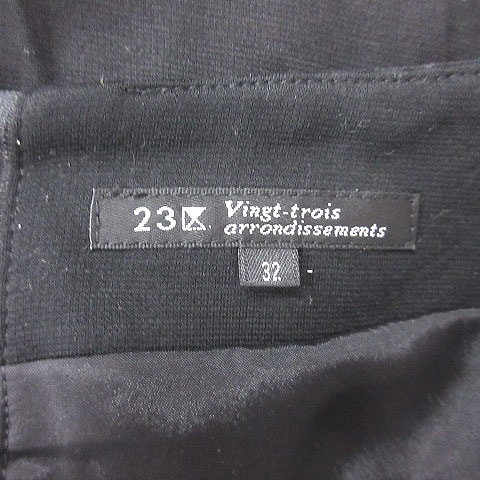 23区 Vingt-trois
arrondissements
32